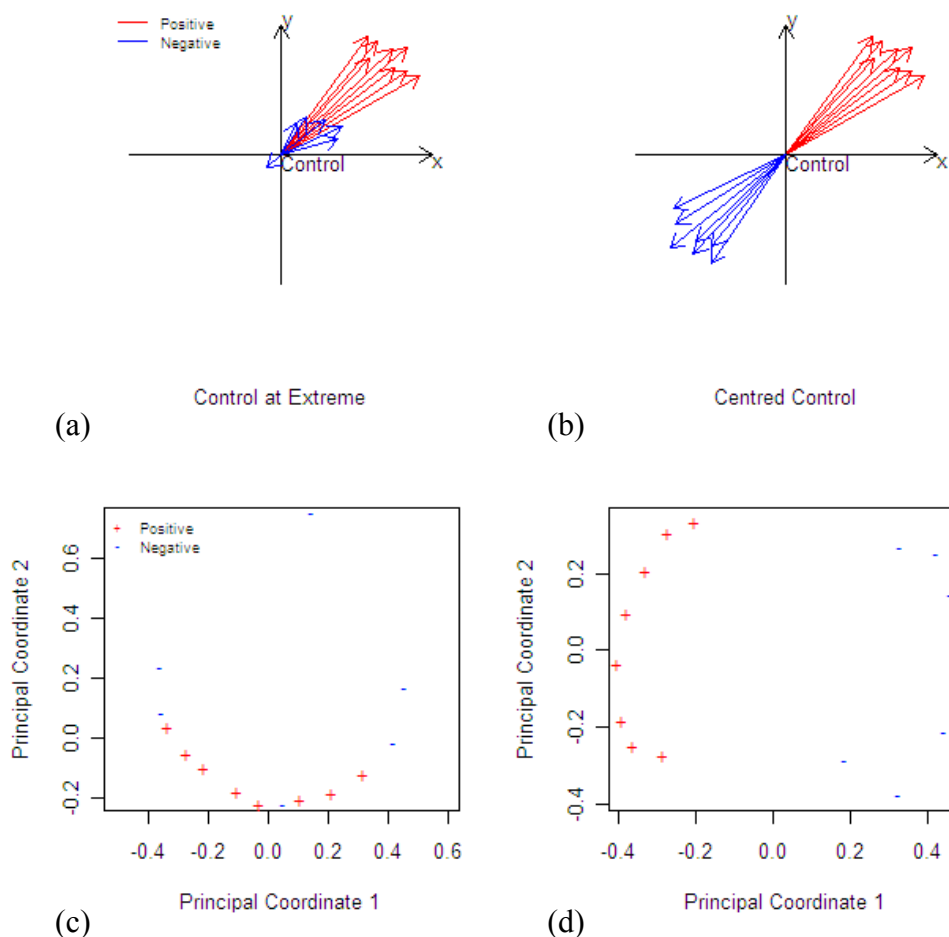 Positive
Negative
y
Control
x
Control at Extreme
(a)
y
Control
x
Centred Control
(b)
Positive
Negative
Principal Coordinate 2
0.6
0.4
0.2
0.0
-0.2
-0.4 -0.2 0.0 0.2 0.4 0.6
Principal Coordinate 1
(c)
Principal Coordinate 2
0.2
0.0
-0.2
-0.4
-0.4 -0.2 0.0 0.2 0.4
Principal Coordinate 1
(d)